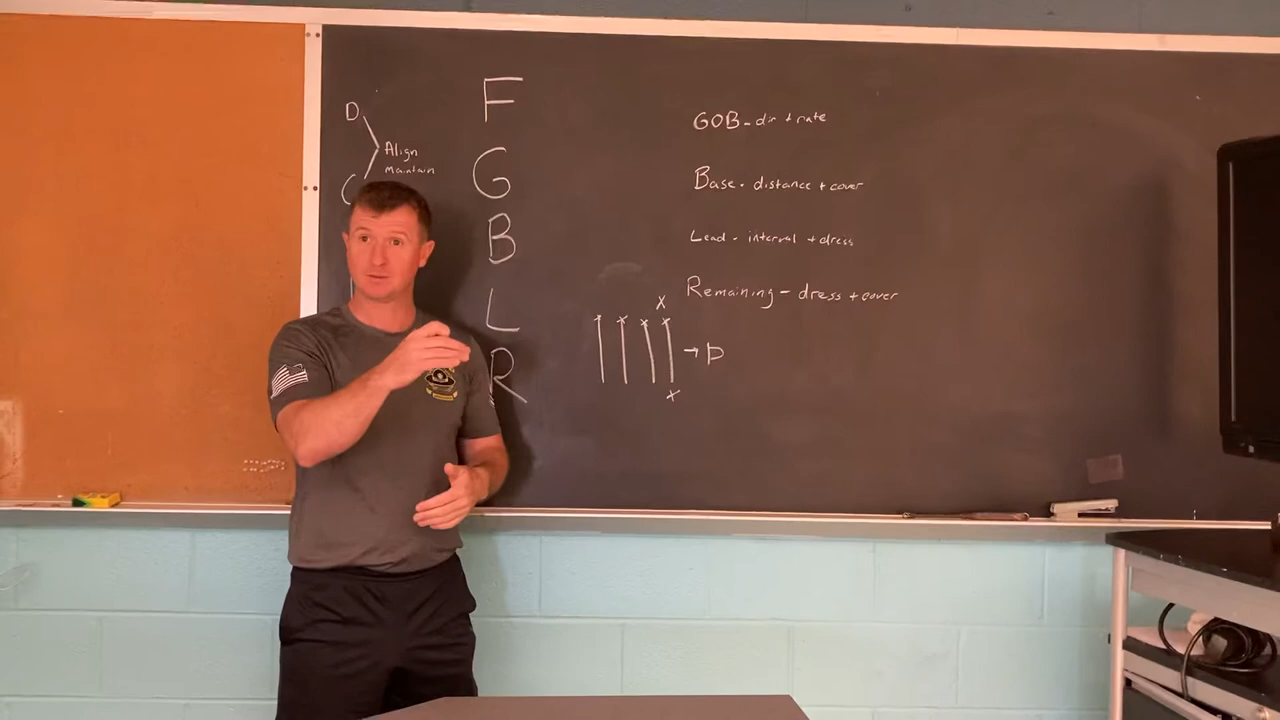 D
Align
maintain
C
F
G
B
L
R
GOB - dir + rate
Base - distance + cover
Lead - interval + dress
Remaining - dress + cover
x
x x x x
→ D
x